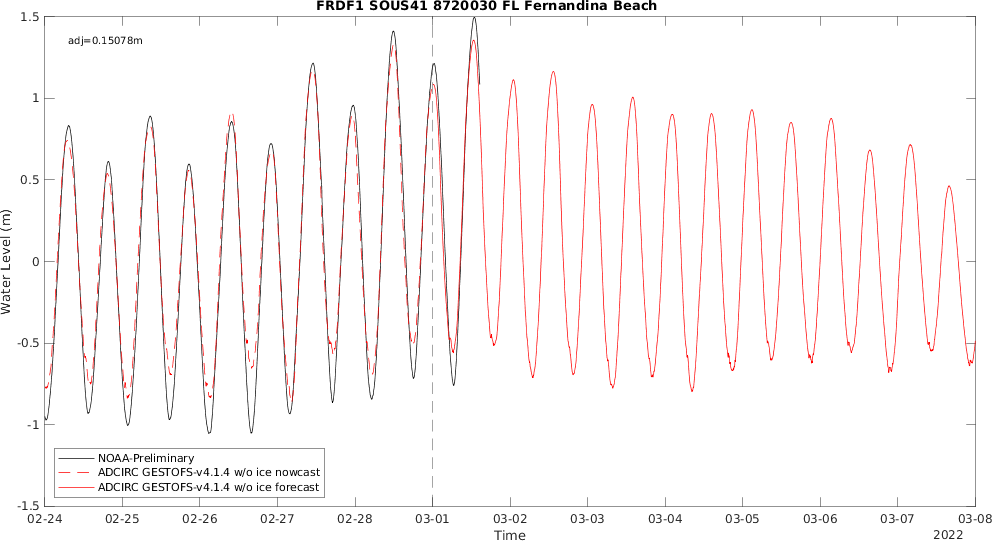 FRDF1 SOUS41 8720030 FL Fernandina Beach
1.5
adj=0.15078m
1
0.5
0
-0.5
-1
-1.5
Water Level (m)
NOAA-Preliminary
ADCIRC GESTOFS-v4.1.4 w/o ice nowcast
ADCIRC GESTOFS-v4.1.4 w/o ice forecast
02-24 02-25 02-26 02-27 02-28 03-01 03-02 03-03 03-04 03-05 03-06 03-07 03-08
Time
2022